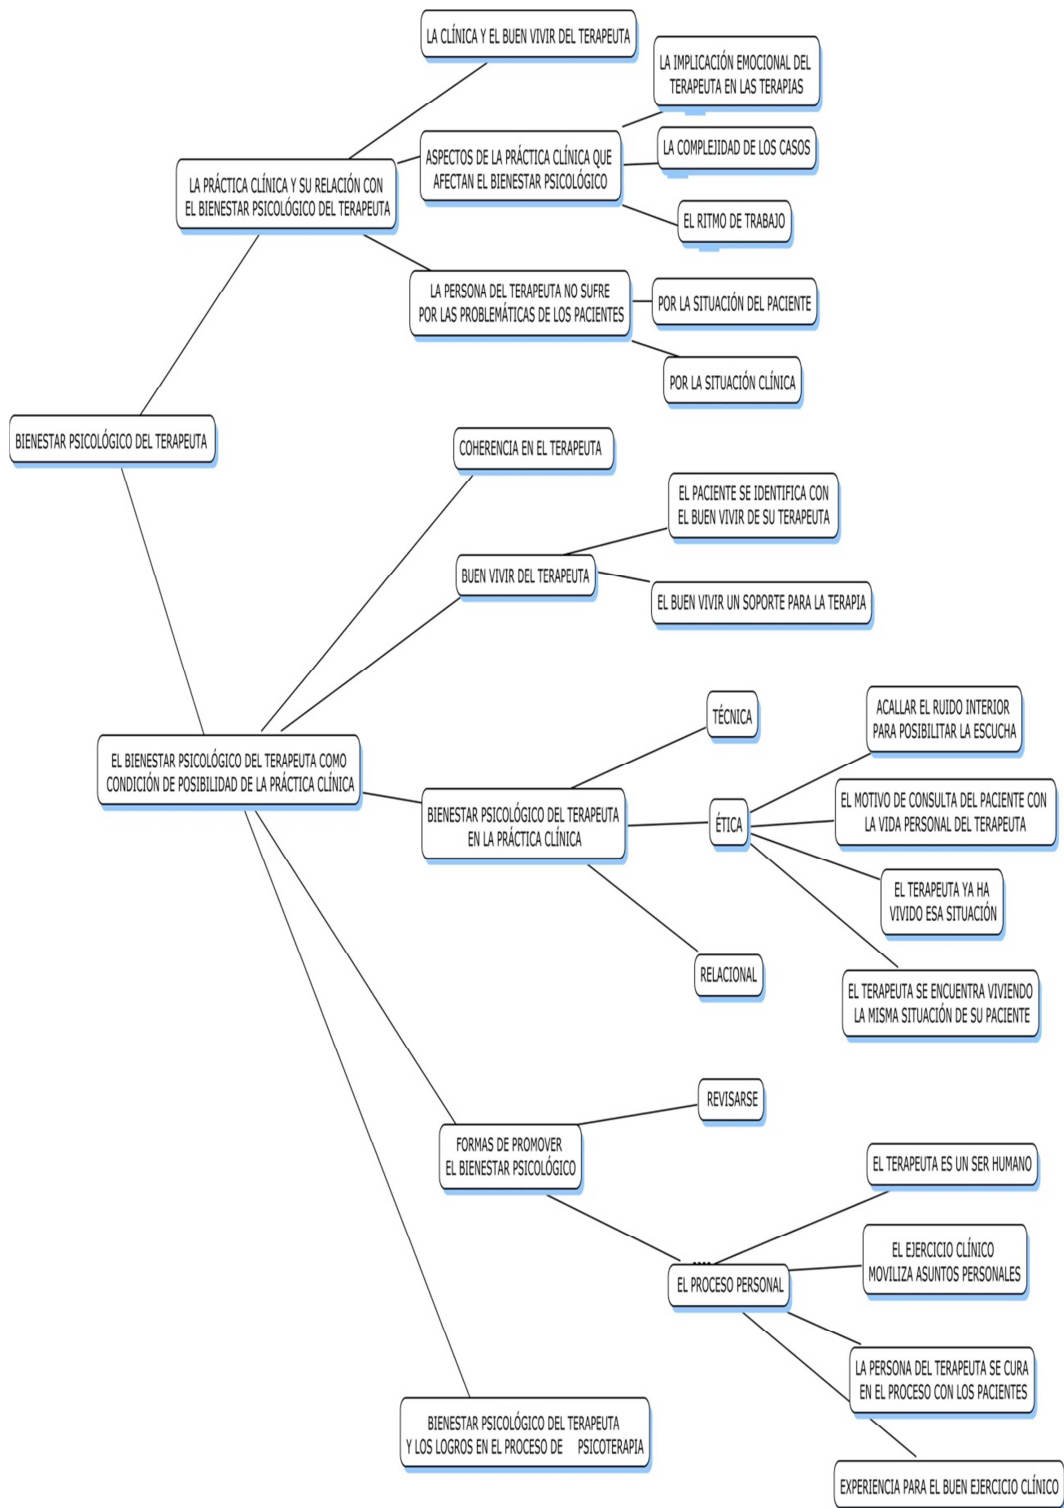 LA CLÍNICA Y EL BUEN VIVIR DEL TERAPEUTA
LA IMPLICACIÓN EMOCIONAL DEL
TERAPEUTA EN LAS TERAPIAS
ASPECTOS DE LA PRÁCTICA CLÍNICA QUE
AFECTAN EL BIENESTAR PSICOLÓGICO
LA COMPLEJIDAD DE LOS CASOS
LA PRÁCTICA CLÍNICA Y SU RELACIÓN CON
EL BIENESTAR PSICOLÓGICO DEL TERAPEUTA
EL RITMO DE TRABAJO
LA PERSONA DEL TERAPEUTA NO SUFRE
POR LAS PROBLEMÁTICAS DE LOS PACIENTES
POR LA SITUACIÓN DEL PACIENTE
POR LA SITUACIÓN CLÍNICA
BIENESTAR PSICOLÓGICO DEL TERAPEUTA
COHERENCIA EN EL TERAPEUTA
EL PACIENTE SE IDENTIFICA CON
EL BUEN VIVIR DE SU TERAPEUTA
BUEN VIVIR DEL TERAPEUTA
EL BUEN VIVIR UN SOPORTE PARA LA TERAPIA
TÉCNICA
ACALLAR EL RUIDO INTERIOR
PARA POSIBILITAR LA ESCUCHA
EL BIENESTAR PSICOLÓGICO DEL TERAPEUTA COMO
CONDICIÓN DE POSIBILIDAD DE LA PRÁCTICA CLÍNICA
BIENESTAR PSICOLÓGICO DEL TERAPEUTA
EN LA PRÁCTICA CLÍNICA
ÉTICA
EL MOTIVO DE CONSULTA DEL PACIENTE CON
LA VIDA PERSONAL DEL TERAPEUTA
EL TERAPEUTA YA HA
VIVIDO ESA SITUACIÓN
RELACIONAL
EL TERAPEUTA SE ENCUENTRA VIVIENDO
LA MISMA SITUACIÓN DE SU PACIENTE
REVISARSE
FORMAS DE PROMOVER
EL BIENESTAR PSICOLÓGICO
EL TERAPEUTA ES UN SER HUMANO
EL EJERCICIO CLÍNICO
MOVILIZA ASUNTOS PERSONALES
EL PROCESO PERSONAL
LA PERSONA DEL TERAPEUTA SE CURA
EN EL PROCESO CON LOS PACIENTES
BIENESTAR PSICOLÓGICO DEL TERAPEUTA
Y LOS LOGROS EN EL PROCESO DE PSICOTERAPIA
EXPERIENCIA PARA EL BUEN EJERCICIO CLÍNICO